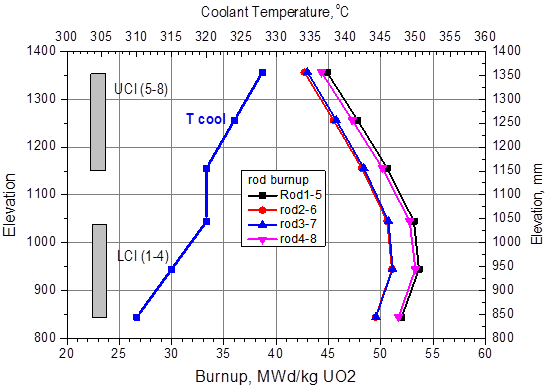 Coolant Temperature, °C
300 305 310 315 320 325 330 335 340 345 350 355 360
1400 1400
1350
1300 1300
1250
1200 1200
1150
1100 1100
1050
1000 1000
950
900 900
850
800 800
UCI (5-8)
T cool
rod burnup
Rod1-5
rod2-6
rod3-7
rod4-8
LCI (1-4)
Elevation
Elevation, mm
20 25 30 35 40 45 50 55 60
Burnup, MWd/kg UO2